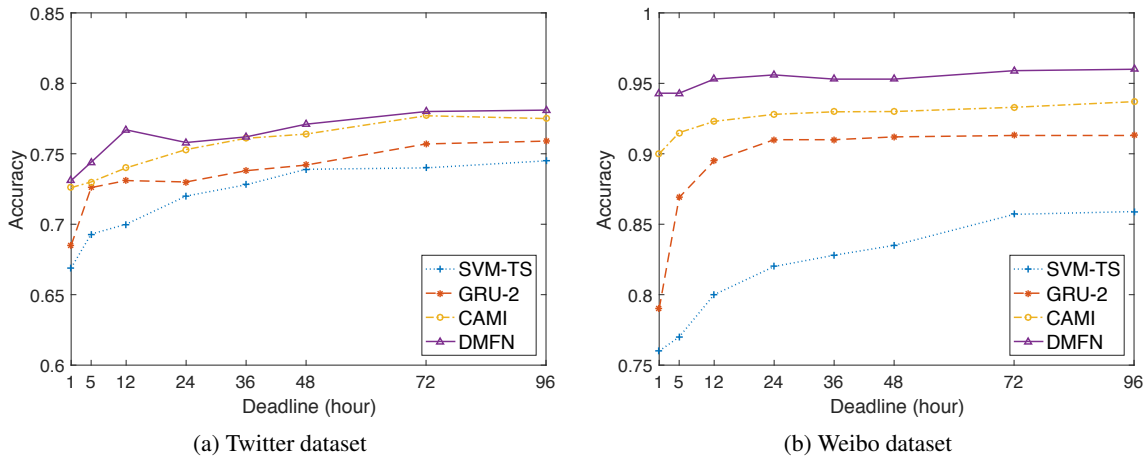 0.85
0.8
0.75
0.7
0.65
0.6
Accuracy
1 5 12 24 36 48 72 96
Deadline (hour)
SVM-TS
GRU-2
CAMI
DMFN
(a) Twitter dataset
1
0.95
0.9
0.85
0.8
0.75
Accuracy
1 5 12 24 36 48 72 96
Deadline (hour)
SVM-TS
GRU-2
CAMI
DMFN
(b) Weibo dataset